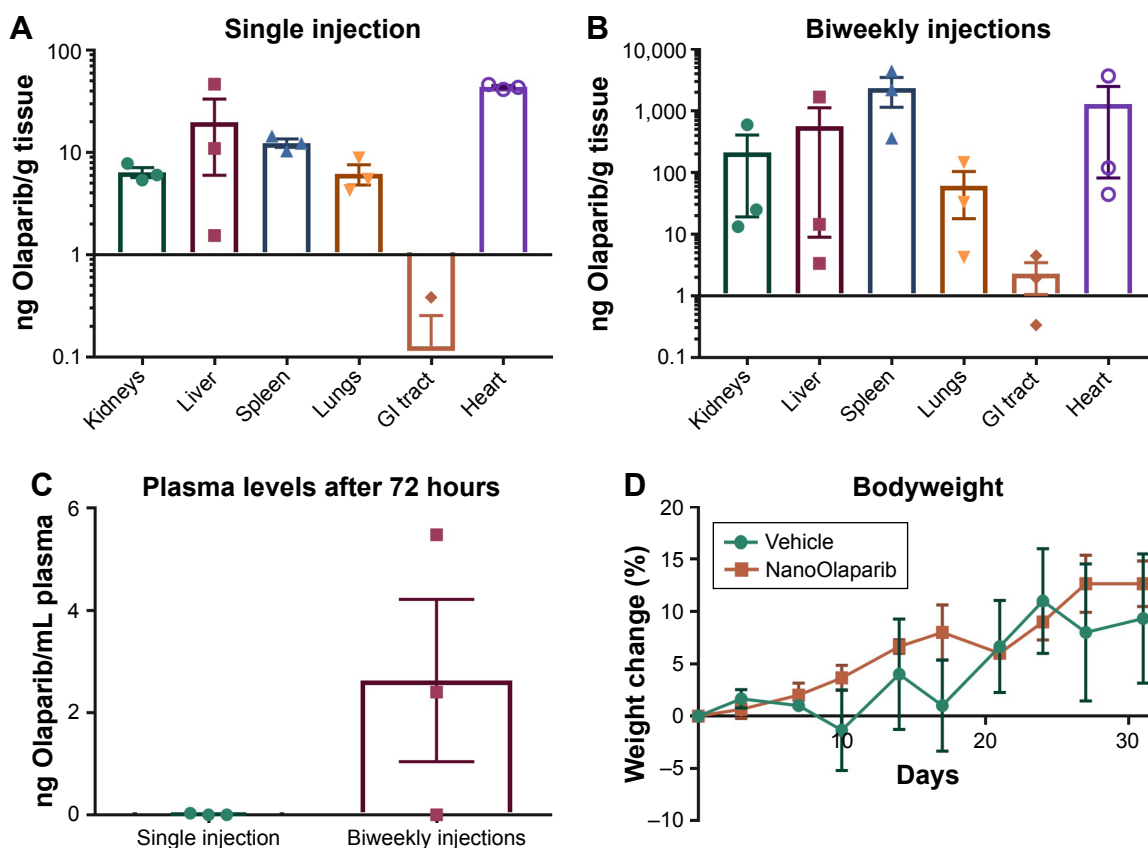 A
Single injection
ng Olaparib/g tissue
100
10
1
0.1
Kidneys
Liver
Spleen
Lungs
GI tract
Heart
B
Biweekly injections
ng Olaparib/g tissue
10,000
1,000
100
10
1
0.1
Kidneys
Liver
Spleen
Lungs
GI tract
Heart
C
Plasma levels after 72 hours
ng Olaparib/mL plasma
6
4
2
0
Single injection
Biweekly injections
D
Bodyweight
Weight change (%)
20
15
10
5
0
–5
–10
Vehicle
NanoOlaparib
10
20
30
Days